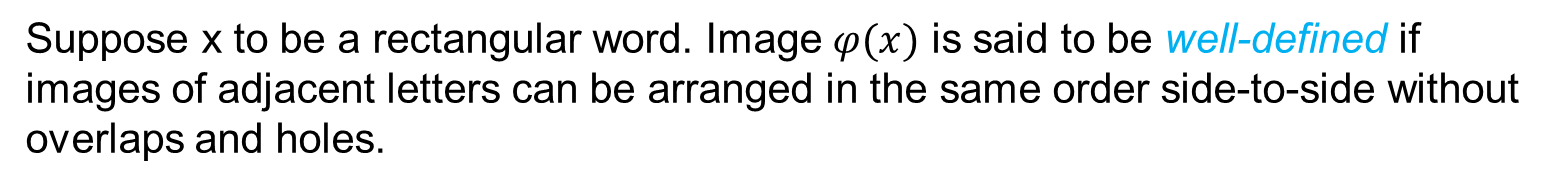 Suppose x to be a rectangular word. Image φ(x) is said to be well-defined if
images of adjacent letters can be arranged in the same order side-to-side without
overlaps and holes.